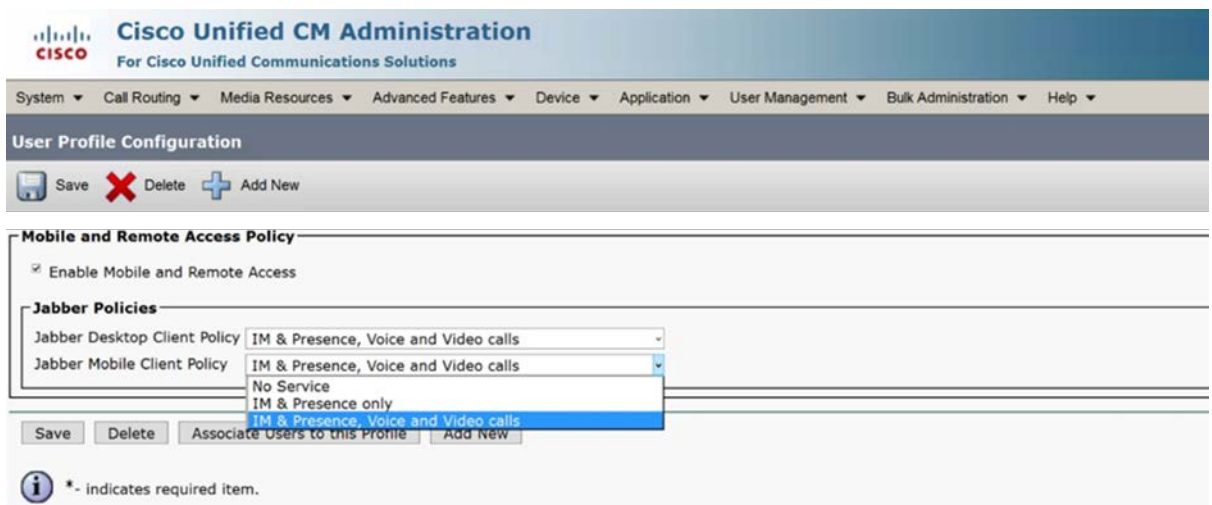 CISCO
Cisco Unified CM Administration
For Cisco Unified Communications Solutions
System Call Routing Media Resources Advanced Features Device Application User Management Bulk Administration Help
User Profile Configuration
Save Delete Add New
Mobile and Remote Access Policy
Enable Mobile and Remote Access
Jabber Policies
Jabber Desktop Client Policy IM & Presence, Voice and Video calls
Jabber Mobile Client Policy IM & Presence, Voice and Video calls
No Service
IM & Presence only
IM & Presence, Voice and Video calls
Save Delete Associate Users to this Profile Add New
*- indicates required item.